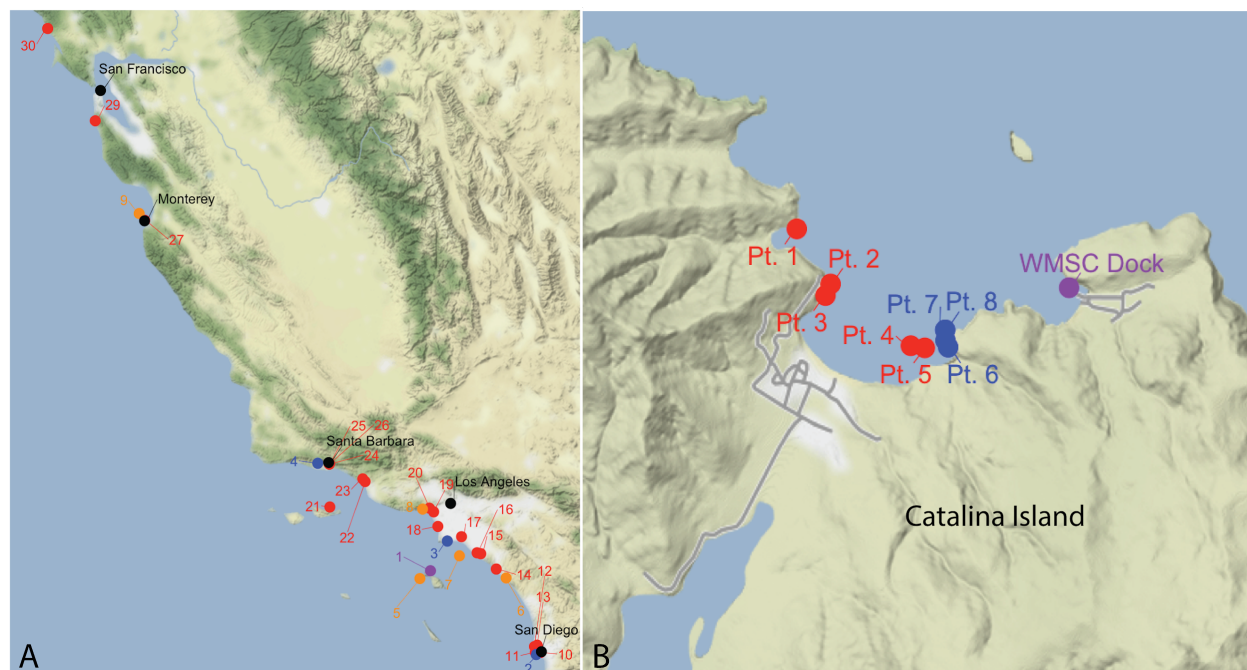 30
San Francisco
29
9
Monterey
27
25
26
Santa Barbara
4
24
23
20
Los Angeles
8
19
21
16
17
22
18
15
3
1
7
12
14
13
5
6
San Diego
11
10
2
A
Pt. 1
Pt. 2
WMSC Dock
Pt. 3
Pt. 7
Pt. 8
Pt. 4
Pt. 5
Pt. 6
Catalina Island
B